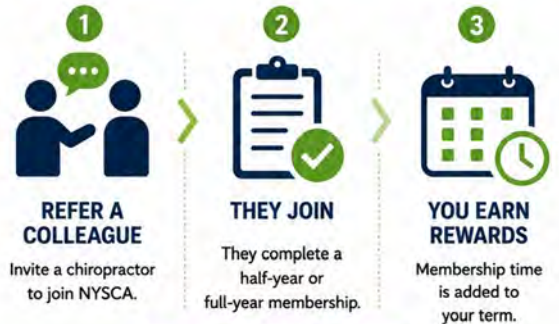 1
REFER A
COLLEAGUE
Invite a chiropractor
to join NYSCA.
2
THEY JOIN
They complete a
half-year or
full-year membership.
3
YOU EARN
REWARDS
Membership time
is added to
your term.